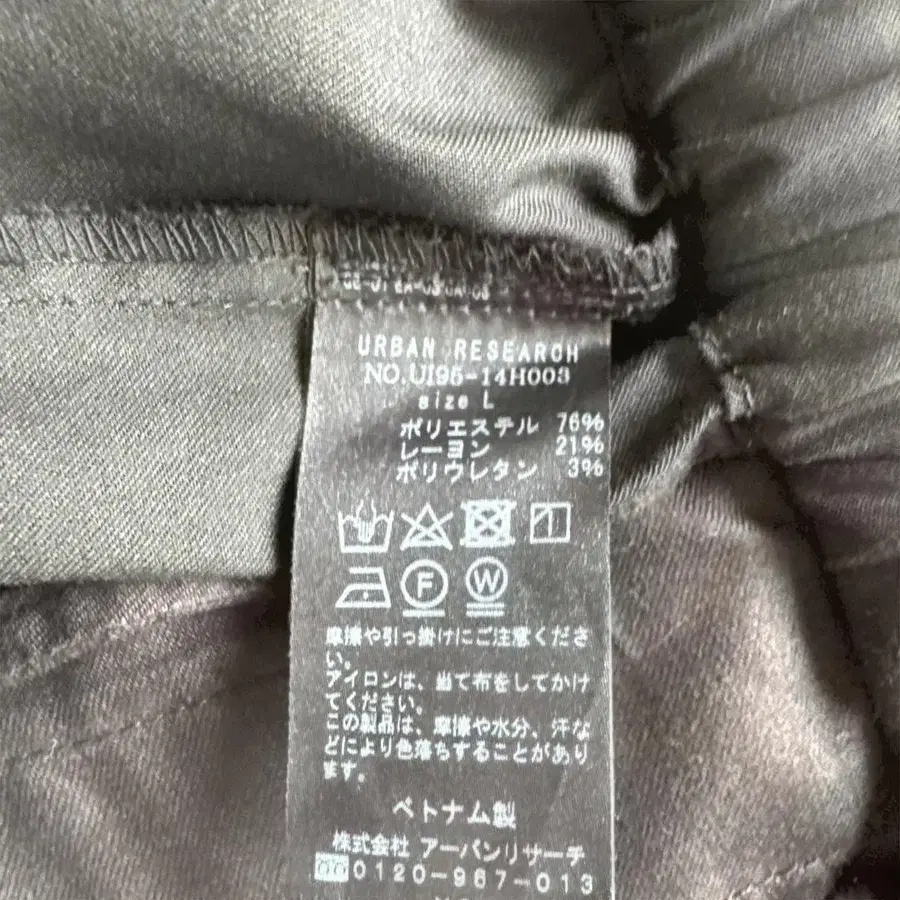 URBAN RESEARCH
NO.UI95-14H003
size L
ポリエステル 76%
レーヨン 21%
ポリウレタン 3%
F W
摩擦や引っ掛けにご注意くださ
い。
アイロンは、当て布をしてかけ
てください。
この製品は、摩擦や水分、汗な
どにより色落ちすることがあり
ます。
ベトナム製
株式会社 アーバンリサーチ
0120-967-013